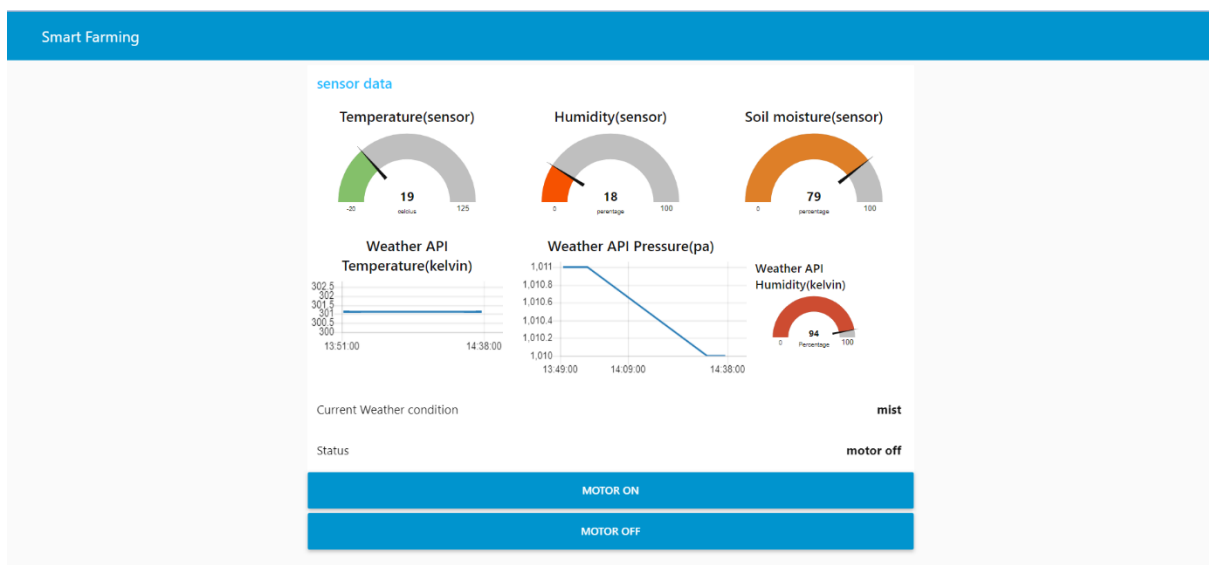 Smart Farming
sensor data
Temperature(sensor)
19
celcius
125
Humidity(sensor)
0
18
percentage
100
Soil moisture(sensor)
0
79
percentage
100
Weather API
Temperature(kelvin)
302.5
302
301.5
301
300.5
300
13:51:00
14:38:00
Weather API Pressure(pa)
1,011
1,010.8
1,010.6
1,010.4
1,010.2
1,010
13:49:00
14:09:00
14:38:00
Weather API
Humidity(kelvin)
0
94
Percentage
100
Current Weather condition
mist
Status
motor off
MOTOR ON
MOTOR OFF